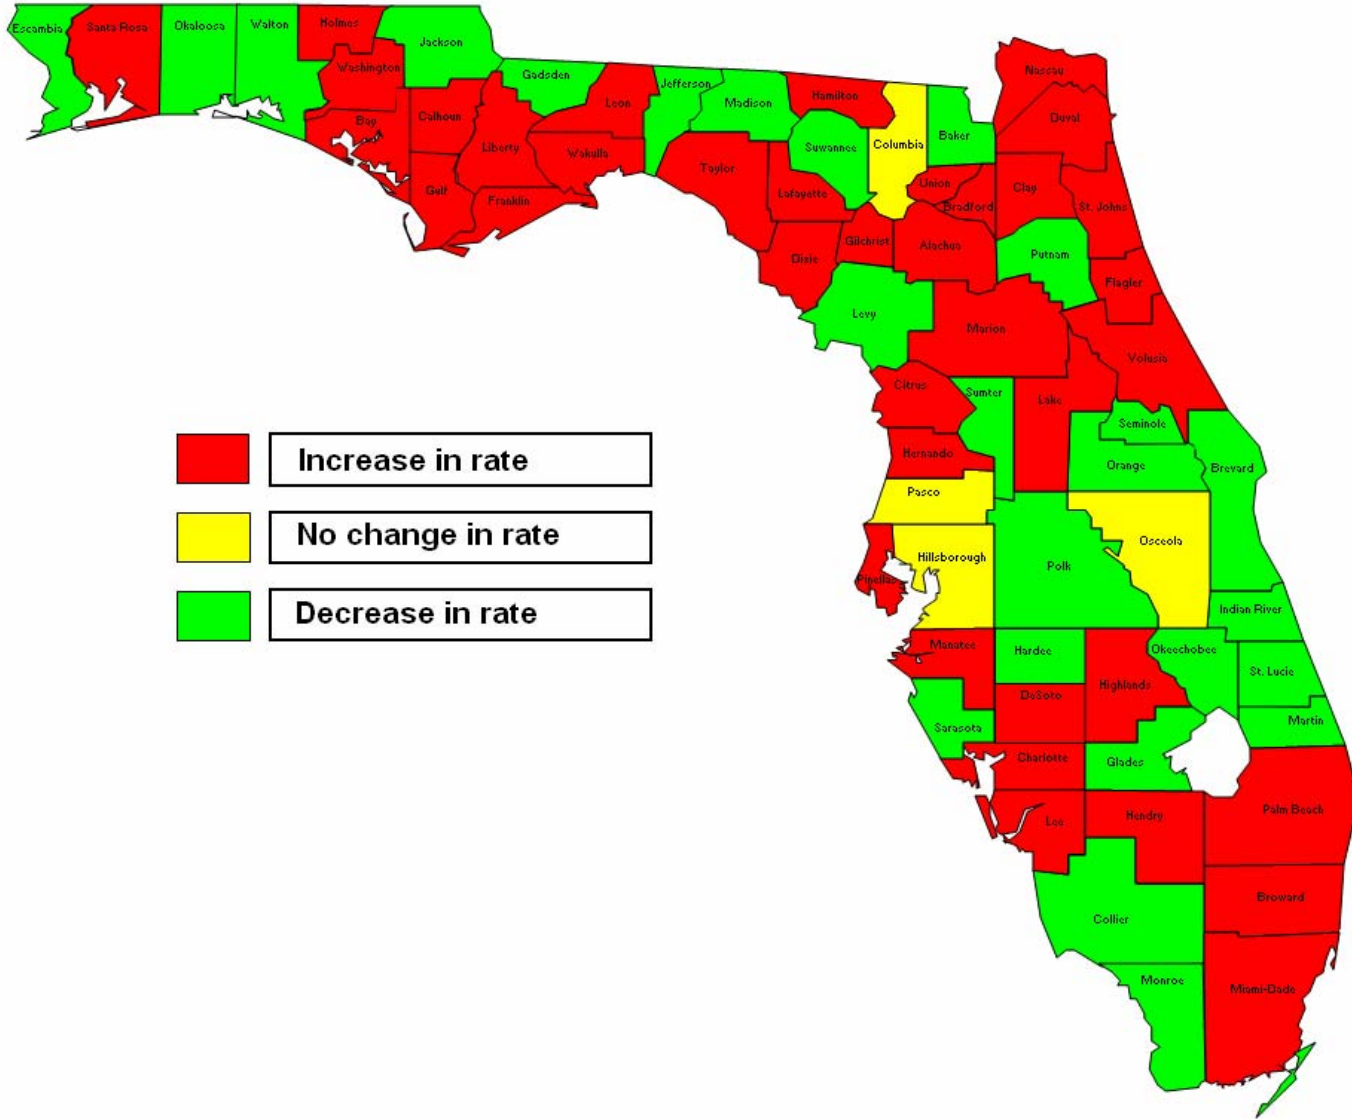 Escambia
Santa Rosa
Okaloosa
Walton
Holmes
Jackson
Washington
Bay
Calhoun
Gulf
Liberty
Gadsden
Leon
Wakulla
Franklin
Jefferson
Madison
Taylor
Hamilton
Suwannee
Lafayette
Dixie
Columbia
Baker
Union
Bradford
Gilchrist
Alachua
Levy
Nassau
Duval
Clay
St. Johns
Putnam
Flagler
Marion
Volusia
Citrus
Sumter
Lake
Seminole
Orange
Brevard
Hernando
Pasco
Pinellas
Hillsborough
Polk
Osceola
Indian River
Manatee
Hardee
Highlands
Okeechobee
St. Lucie
DeSoto
Sarasota
Martin
Charlotte
Glades
Lee
Hendry
Palm Beach
Broward
Collier
Monroe
Miami-Dade
Increase in rate
No change in rate
Decrease in rate